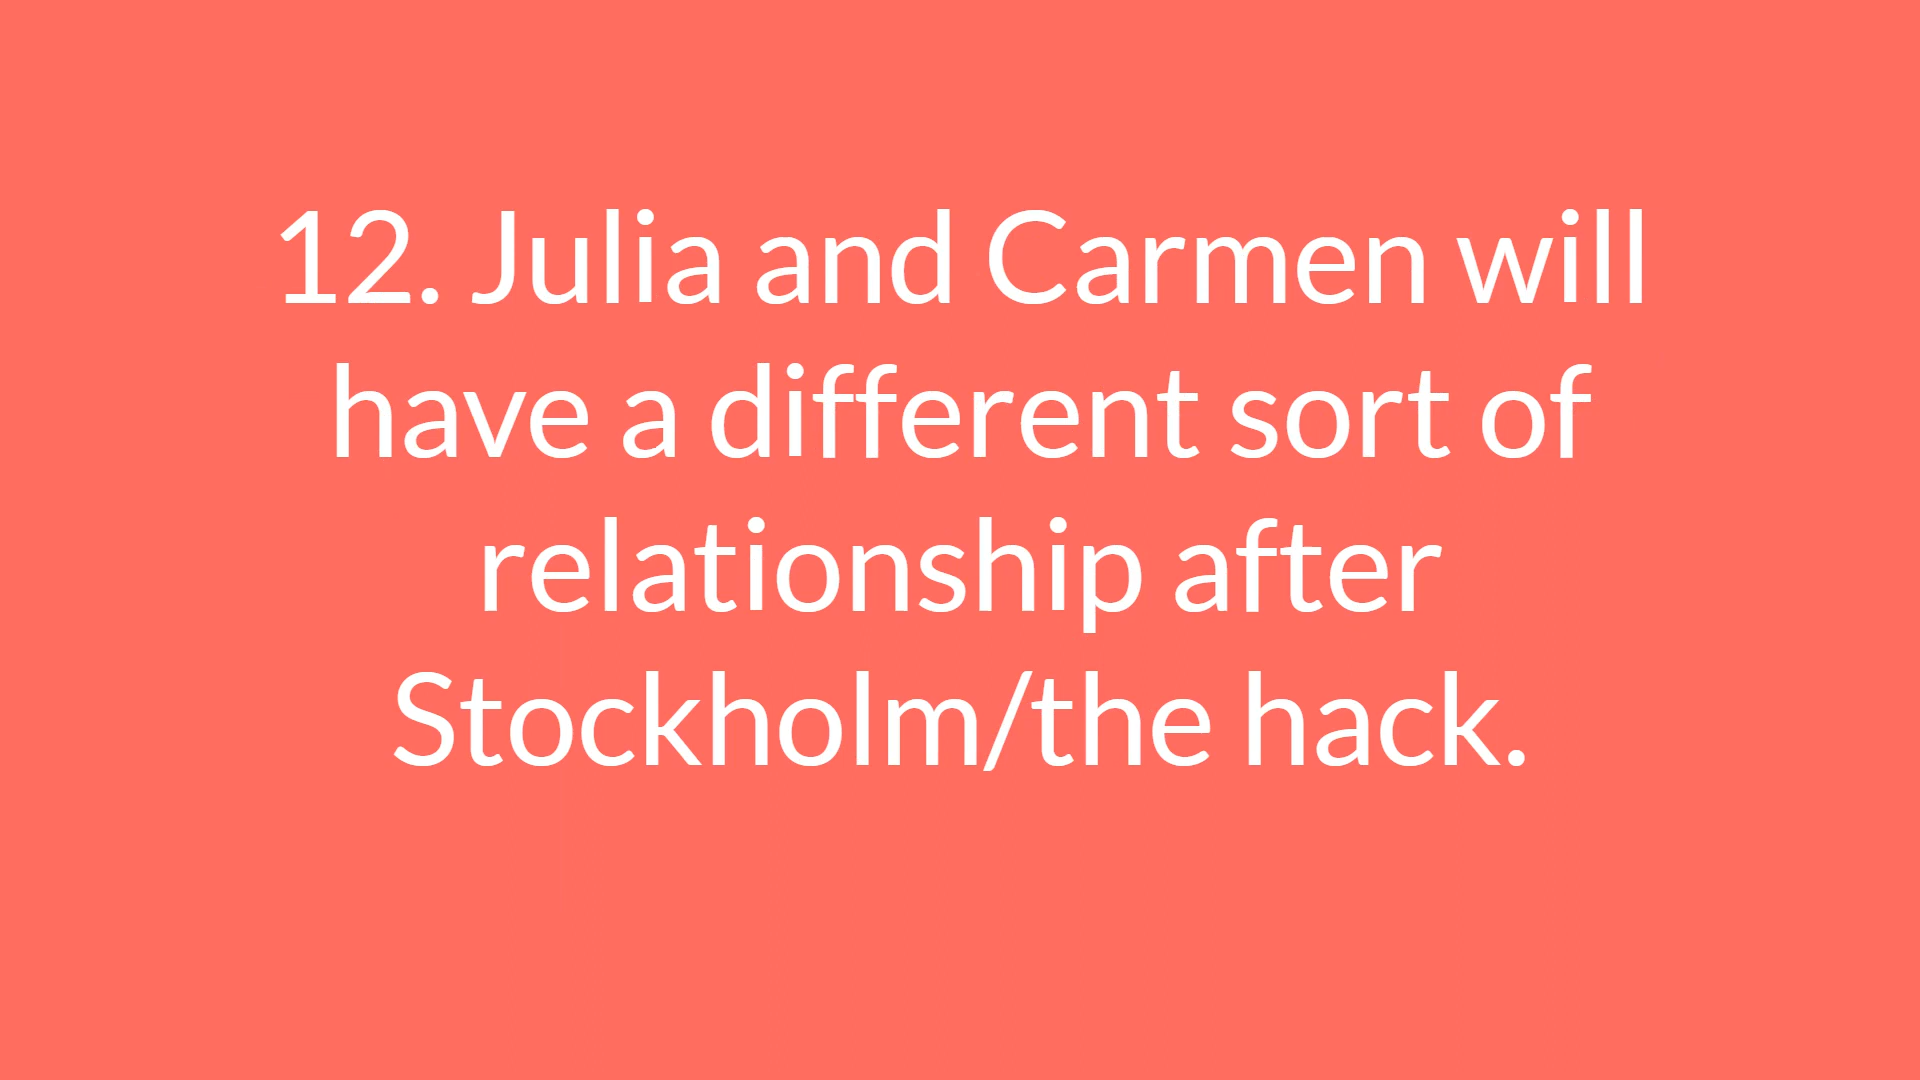 12. Julia and Carmen will
have a different sort of
relationship after
Stockholm/the hack.